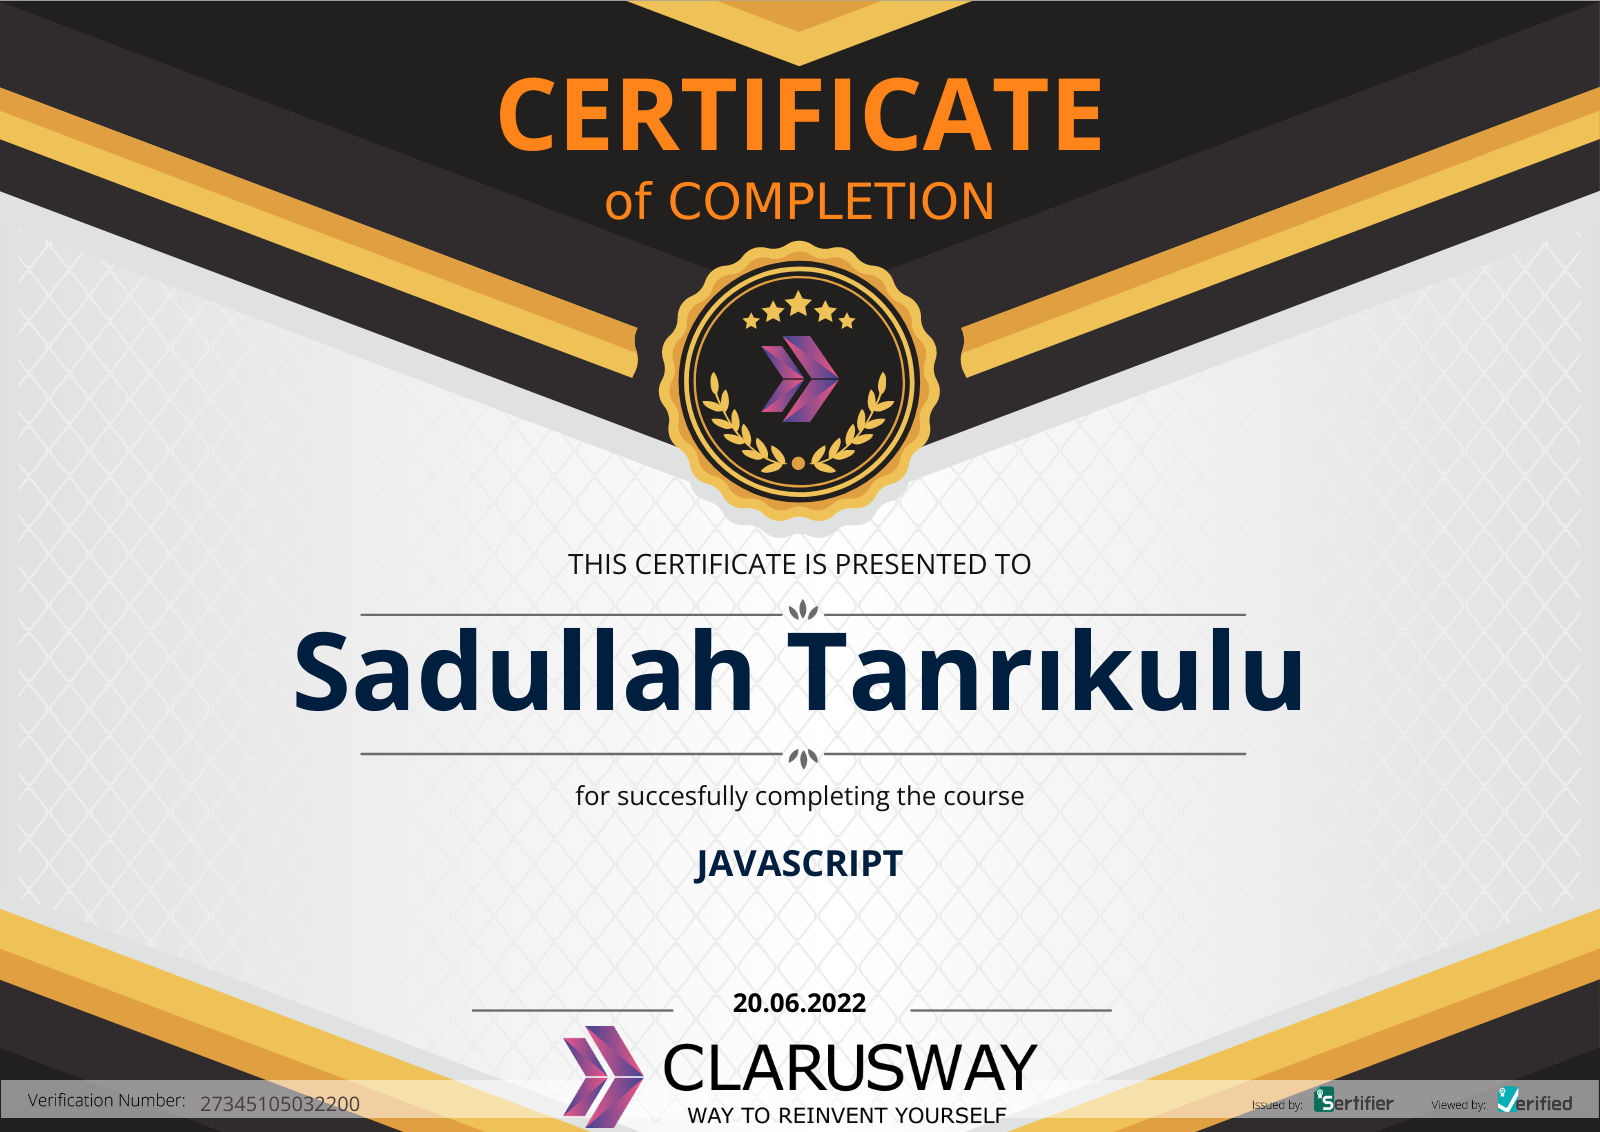 CERTIFICATE
of COMPLETION
THIS CERTIFICATE IS PRESENTED TO
Sadullah Tanrıkulu
for succesfully completing the course
JAVASCRIPT
20.06.2022
CLARUSWAY
WAY TO REINVENT YOURSELF
Verification Number: 27345105032200
Issued by: Sertifier Viewed by: Verified